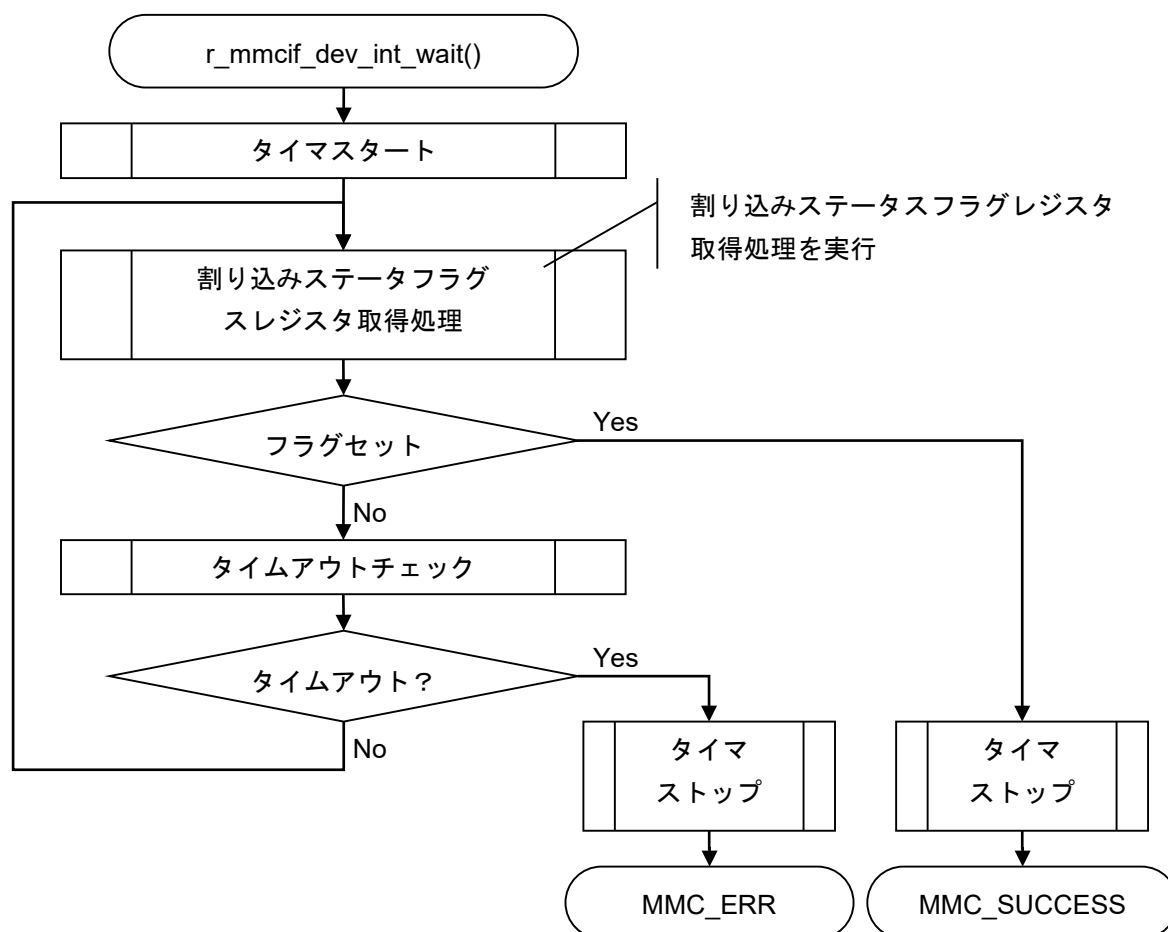 r_mmcif_dev_int_wait()
タイマスタート
割り込みステータスフラグレジスタ
取得処理を実行
割り込みステータフラグ
スレジスタ取得処理
フラグセット
Yes
No
タイムアウトチェック
タイムアウト？
Yes
No
タイマ
ストップ
タイマ
ストップ
MMC_ERR
MMC_SUCCESS